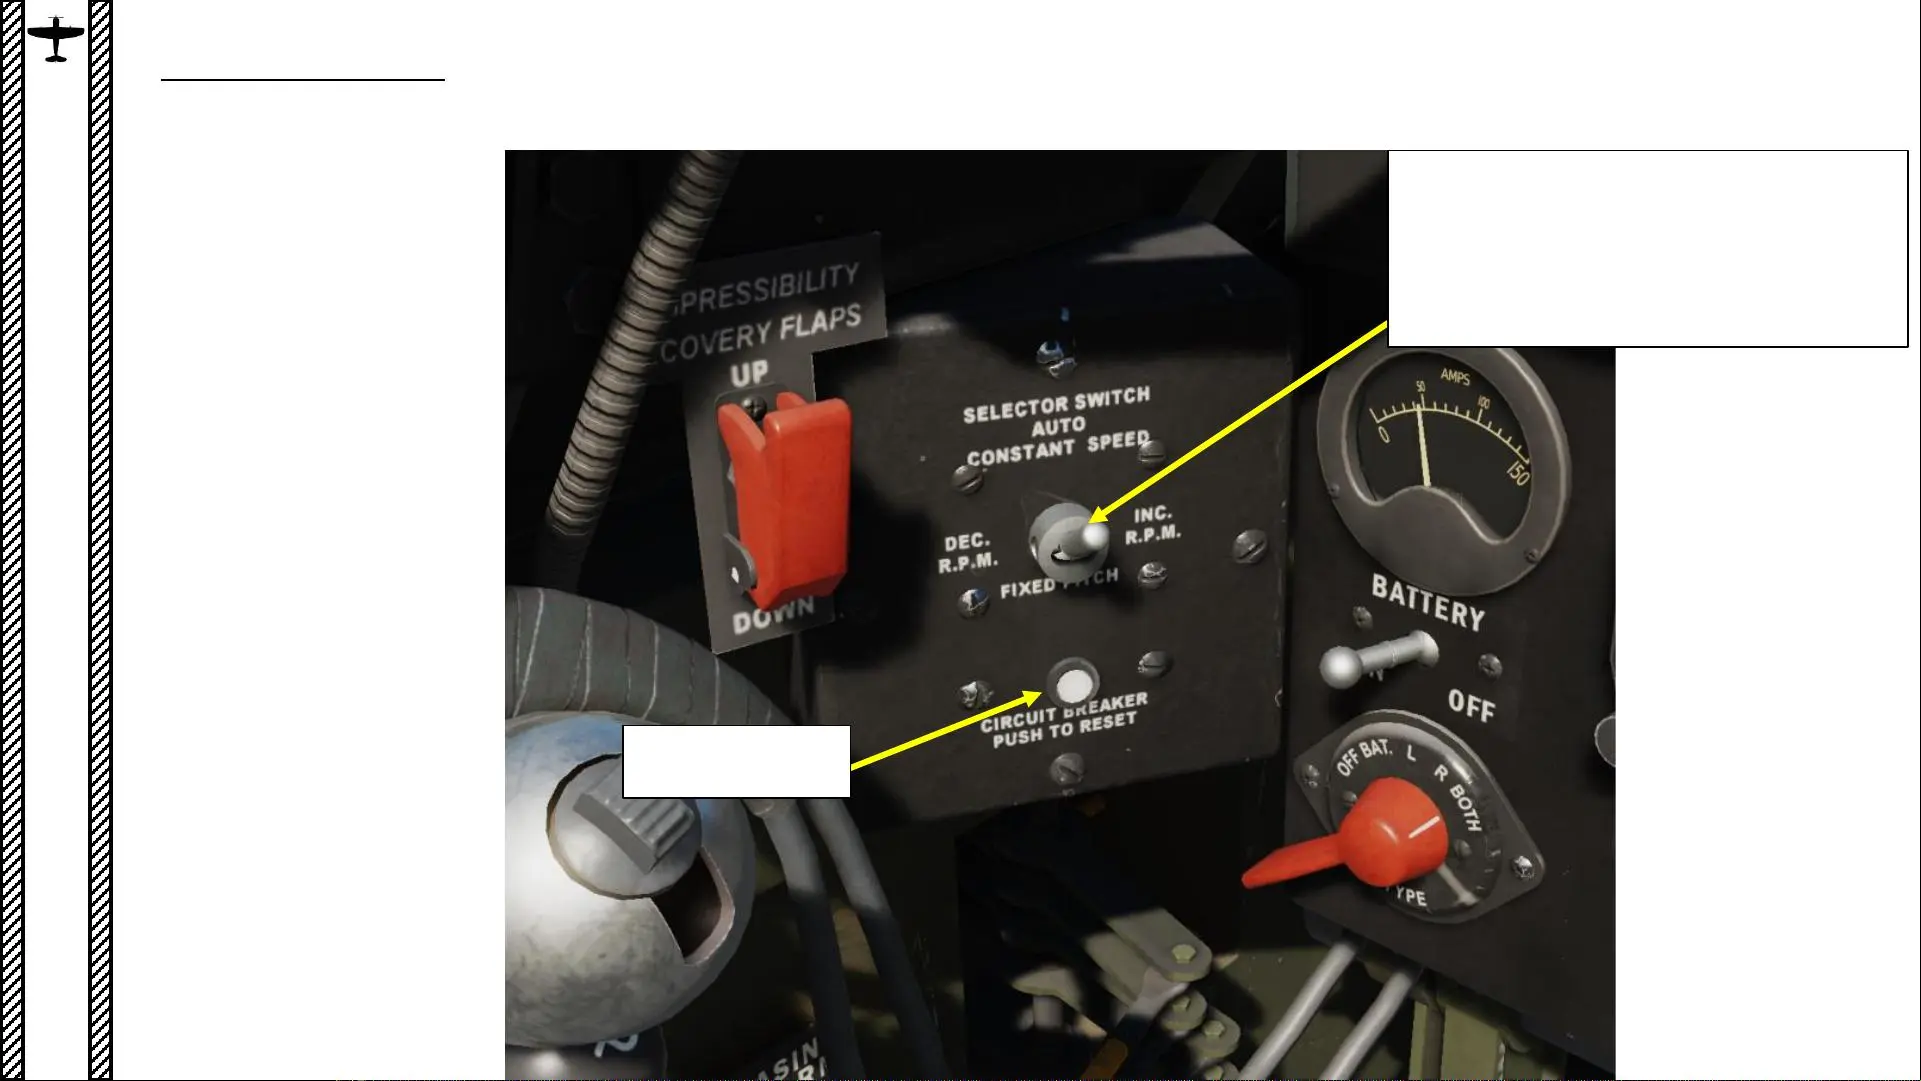 PRESSIBILITY
COVERY FLAPS
UP
DOWN
SELECTOR SWITCH
AUTO
CONSTANT SPEED
DEC.
R.P.M.
INC.
R.P.M.
FIXED PITCH
CIRCUIT BREAKER
PUSH TO RESET
AMPS
0 50 100 150
BATTERY
OFF
OFF BAT. L R BOTH
TYPE